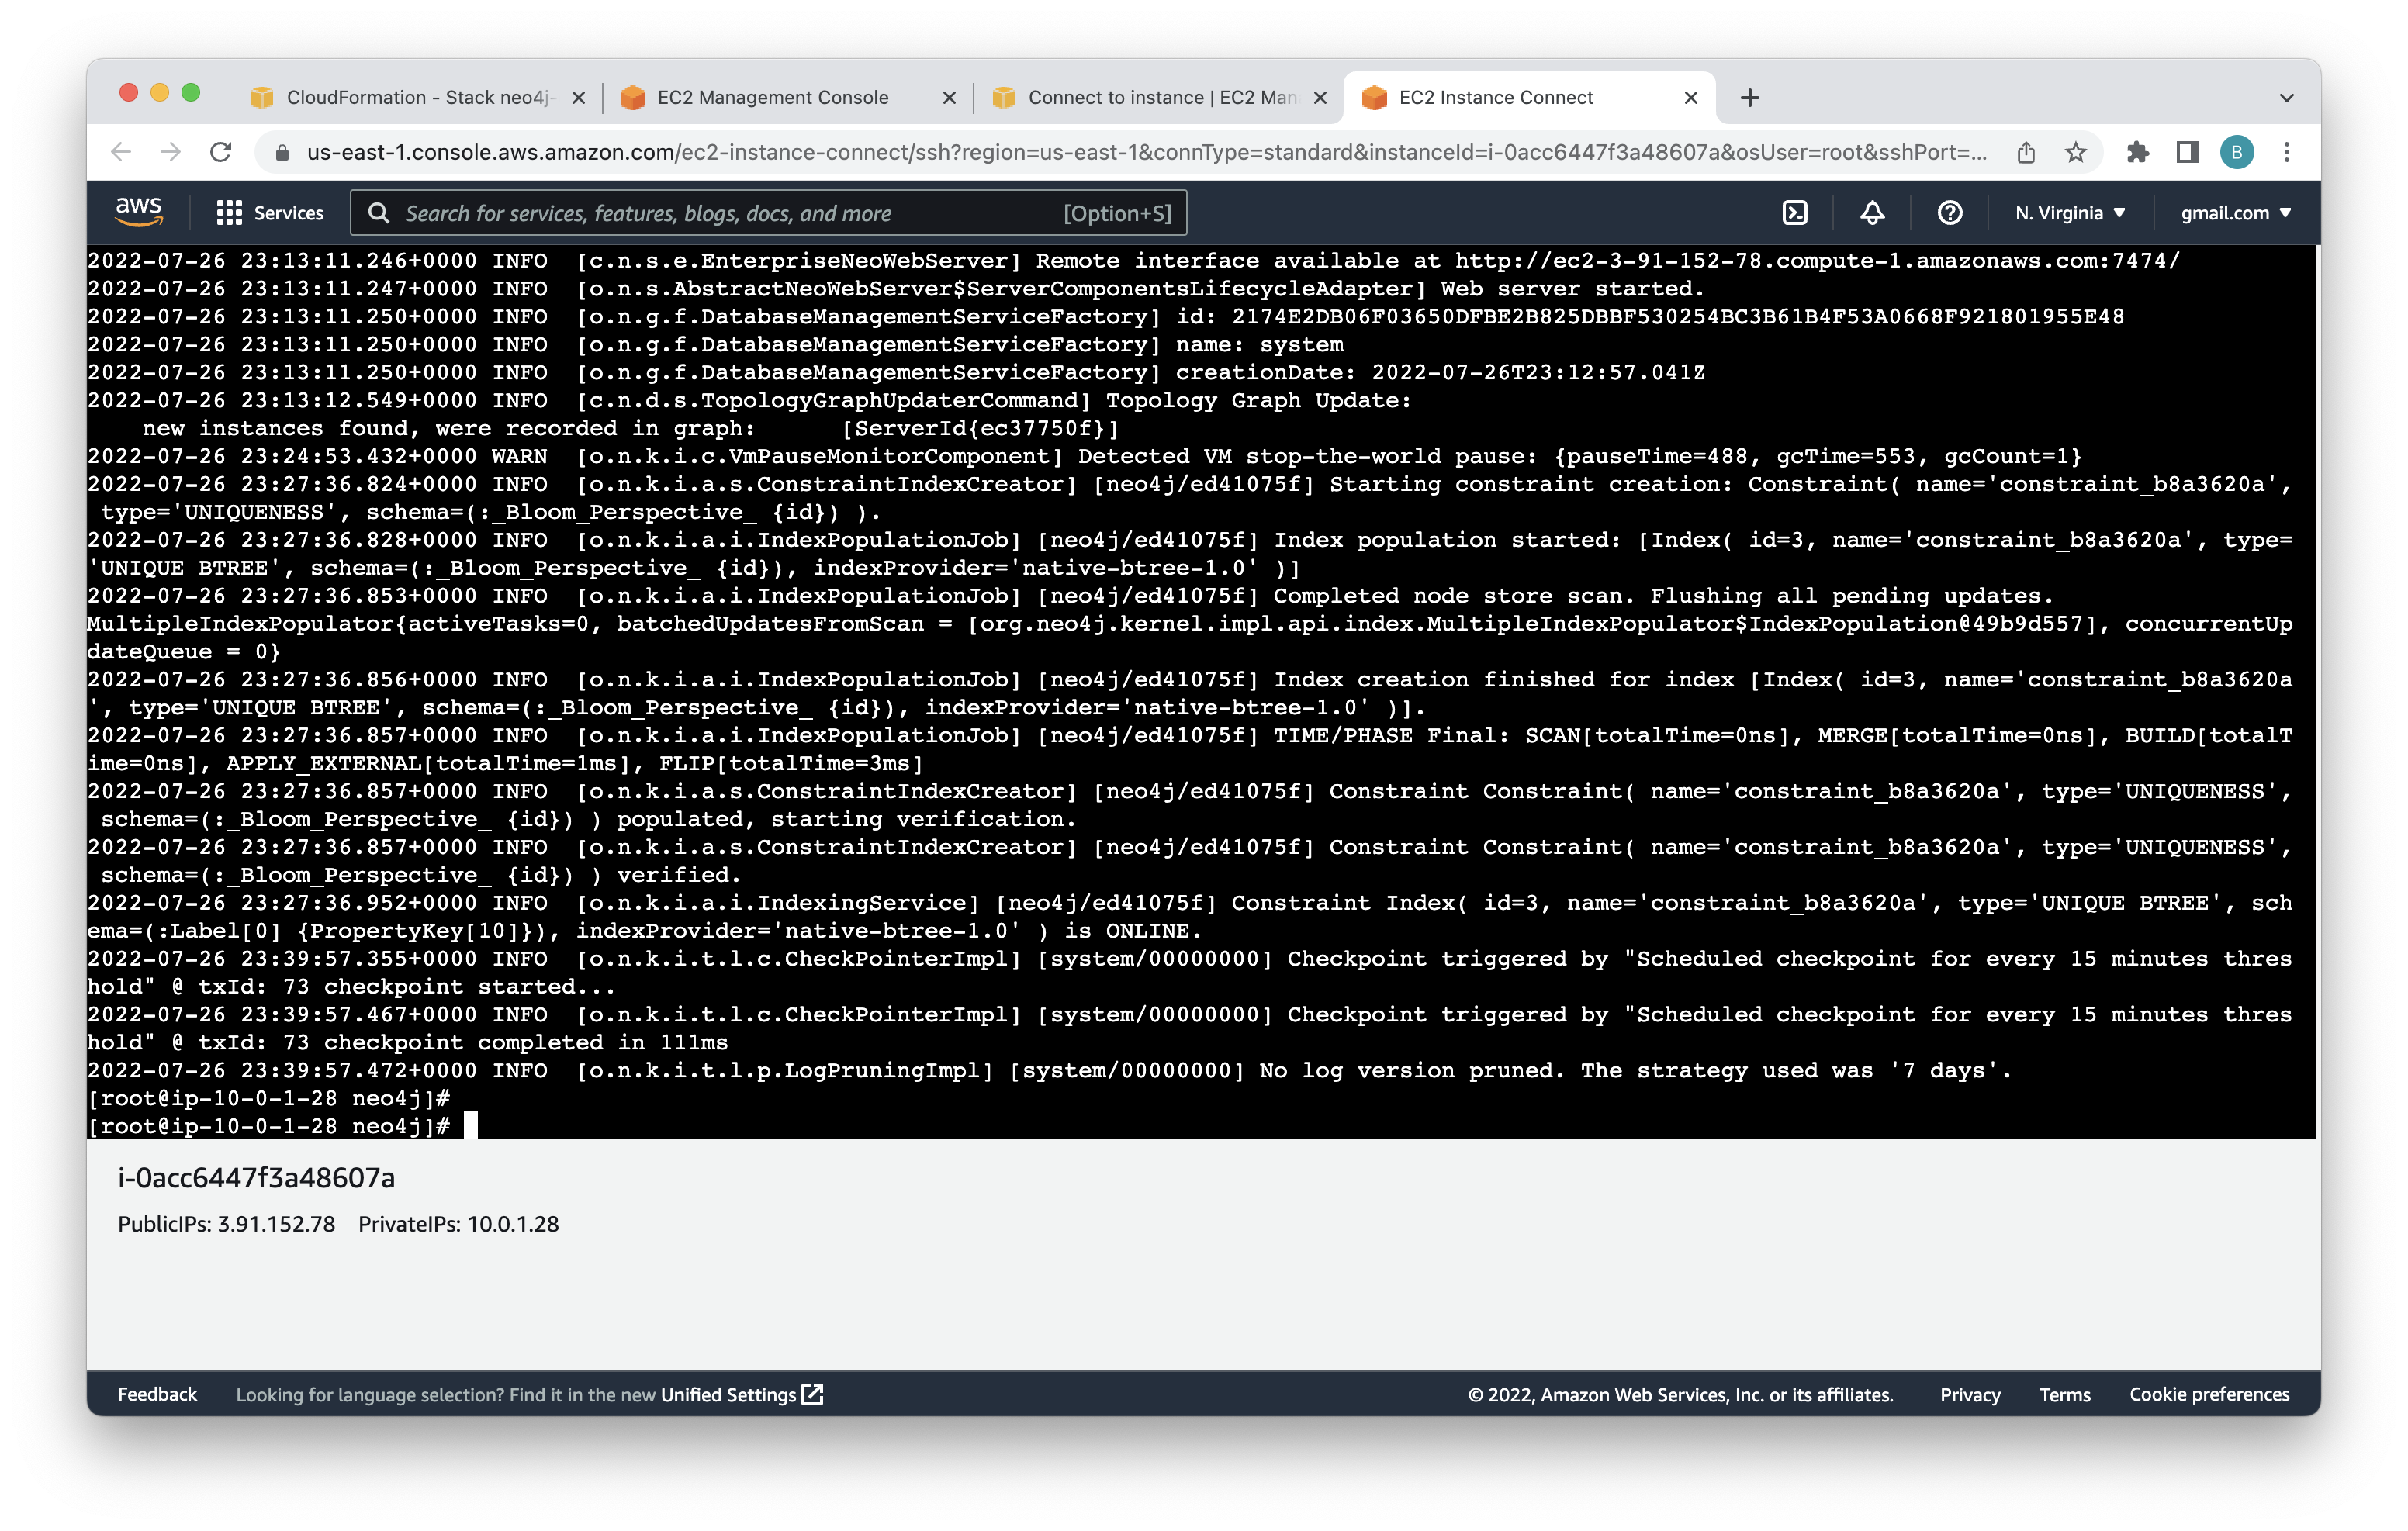 CloudFormation - Stack neo4j-
EC2 Management Console
Connect to instance | EC2 Man
EC2 Instance Connect
us-east-1.console.aws.amazon.com/ec2-instance-connect/ssh?region=us-east-1&connType=standard&instanceId=i-0acc6447f3a48607a&osUser=root&sshPort=...
B
aws
Services
Search for services, features, blogs, docs, and more
[Option+S]
N. Virginia
gmail.com
2022-07-26 23:13:11.246+0000 INFO  [c.n.s.e.EnterpriseNeoWebServer] Remote interface available at http://ec2-3-91-152-78.compute-1.amazonaws.com:7474/
2022-07-26 23:13:11.247+0000 INFO  [o.n.s.AbstractNeoWebServer$ServerComponentsLifecycleAdapter] Web server started.
2022-07-26 23:13:11.250+0000 INFO  [o.n.g.f.DatabaseManagementServiceFactory] id: 2174E2DB06F03650DFBE2B825DBBF530254BC3B61B4F53A0668F921801955E48
2022-07-26 23:13:11.250+0000 INFO  [o.n.g.f.DatabaseManagementServiceFactory] name: system
2022-07-26 23:13:11.250+0000 INFO  [o.n.g.f.DatabaseManagementServiceFactory] creationDate: 2022-07-26T23:12:57.041Z
2022-07-26 23:13:12.549+0000 INFO  [c.n.d.s.TopologyGraphUpdaterCommand] Topology Graph Update:
    new instances found, were recorded in graph:      [ServerId{ec37750f}]
2022-07-26 23:24:53.432+0000 WARN  [o.n.k.i.c.VmPauseMonitorComponent] Detected VM stop-the-world pause: {pauseTime=488, gcTime=553, gcCount=1}
2022-07-26 23:27:36.824+0000 INFO  [o.n.k.i.a.s.ConstraintIndexCreator] [neo4j/ed41075f] Starting constraint creation: Constraint( name='constraint_b8a3620a',
 type='UNIQUENESS', schema=(:_Bloom_Perspective_ {id}) ).
2022-07-26 23:27:36.828+0000 INFO  [o.n.k.i.a.i.IndexPopulationJob] [neo4j/ed41075f] Index population started: [Index( id=3, name='constraint_b8a3620a', type=
'UNIQUE BTREE', schema=(:_Bloom_Perspective_ {id}), indexProvider='native-btree-1.0' )]
2022-07-26 23:27:36.853+0000 INFO  [o.n.k.i.a.i.IndexPopulationJob] [neo4j/ed41075f] Completed node store scan. Flushing all pending updates.
MultipleIndexPopulator{activeTasks=0, batchedUpdatesFromScan = [org.neo4j.kernel.impl.api.index.MultipleIndexPopulator$IndexPopulation@49b9d557], concurrentUp
dateQueue = 0}
2022-07-26 23:27:36.856+0000 INFO  [o.n.k.i.a.i.IndexPopulationJob] [neo4j/ed41075f] Index creation finished for index [Index( id=3, name='constraint_b8a3620a
', type='UNIQUE BTREE', schema=(:_Bloom_Perspective_ {id}), indexProvider='native-btree-1.0' )].
2022-07-26 23:27:36.857+0000 INFO  [o.n.k.i.a.i.IndexPopulationJob] [neo4j/ed41075f] TIME/PHASE Final: SCAN[totalTime=0ns], MERGE[totalTime=0ns], BUILD[totalT
ime=0ns], APPLY_EXTERNAL[totalTime=1ms], FLIP[totalTime=3ms]
2022-07-26 23:27:36.857+0000 INFO  [o.n.k.i.a.s.ConstraintIndexCreator] [neo4j/ed41075f] Constraint Constraint( name='constraint_b8a3620a', type='UNIQUENESS',
 schema=(:_Bloom_Perspective_ {id}) ) populated, starting verification.
2022-07-26 23:27:36.857+0000 INFO  [o.n.k.i.a.s.ConstraintIndexCreator] [neo4j/ed41075f] Constraint Constraint( name='constraint_b8a3620a', type='UNIQUENESS',
 schema=(:_Bloom_Perspective_ {id}) ) verified.
2022-07-26 23:27:36.952+0000 INFO  [o.n.k.i.a.i.IndexingService] [neo4j/ed41075f] Constraint Index( id=3, name='constraint_b8a3620a', type='UNIQUE BTREE', sch
ema=(:Label[0] {PropertyKey[10]}), indexProvider='native-btree-1.0' ) is ONLINE.
2022-07-26 23:39:57.355+0000 INFO  [o.n.k.i.t.l.c.CheckPointerImpl] [system/00000000] Checkpoint triggered by "Scheduled checkpoint for every 15 minutes thres
hold" @ txId: 73 checkpoint started...
2022-07-26 23:39:57.467+0000 INFO  [o.n.k.i.t.l.c.CheckPointerImpl] [system/00000000] Checkpoint triggered by "Scheduled checkpoint for every 15 minutes thres
hold" @ txId: 73 checkpoint completed in 111ms
2022-07-26 23:39:57.472+0000 INFO  [o.n.k.i.t.l.p.LogPruningImpl] [system/00000000] No log version pruned. The strategy used was '7 days'.
[root@ip-10-0-1-28 neo4j]#
[root@ip-10-0-1-28 neo4j]#
i-0acc6447f3a48607a
PublicIPs: 3.91.152.78    PrivateIPs: 10.0.1.28
Feedback
Looking for language selection? Find it in the new Unified Settings
© 2022, Amazon Web Services, Inc. or its affiliates.
Privacy
Terms
Cookie preferences